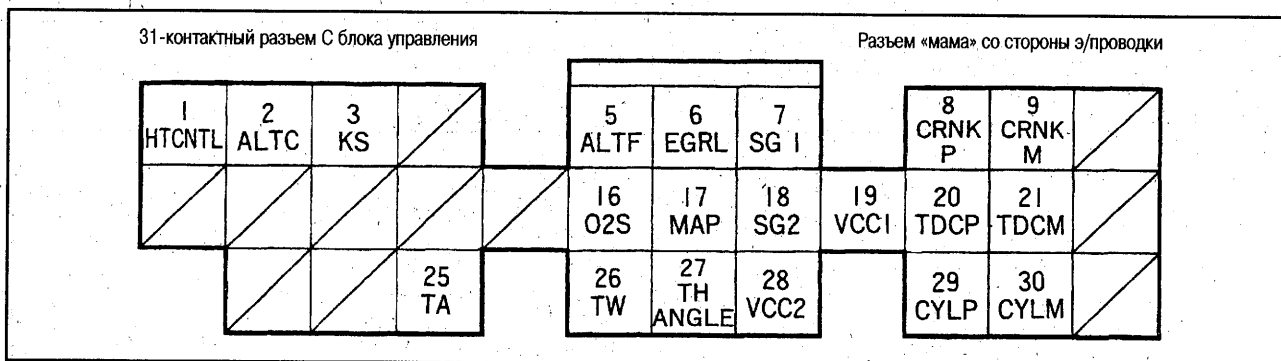 31-контактный разъем С блока управления
Разъем «мама» со стороны э/проводки
1 2 3 5 6 7 8 9
HTCNTL ALTC KS ALTF EGRL SG 1 CRNK P CRNK M
16 17 18 19 20 21
O2S MAP SG2 VCC1 TDCP TDCM
25 26 27 28 29 30
TA TW TH ANGLE VCC2 CYLP CYLM